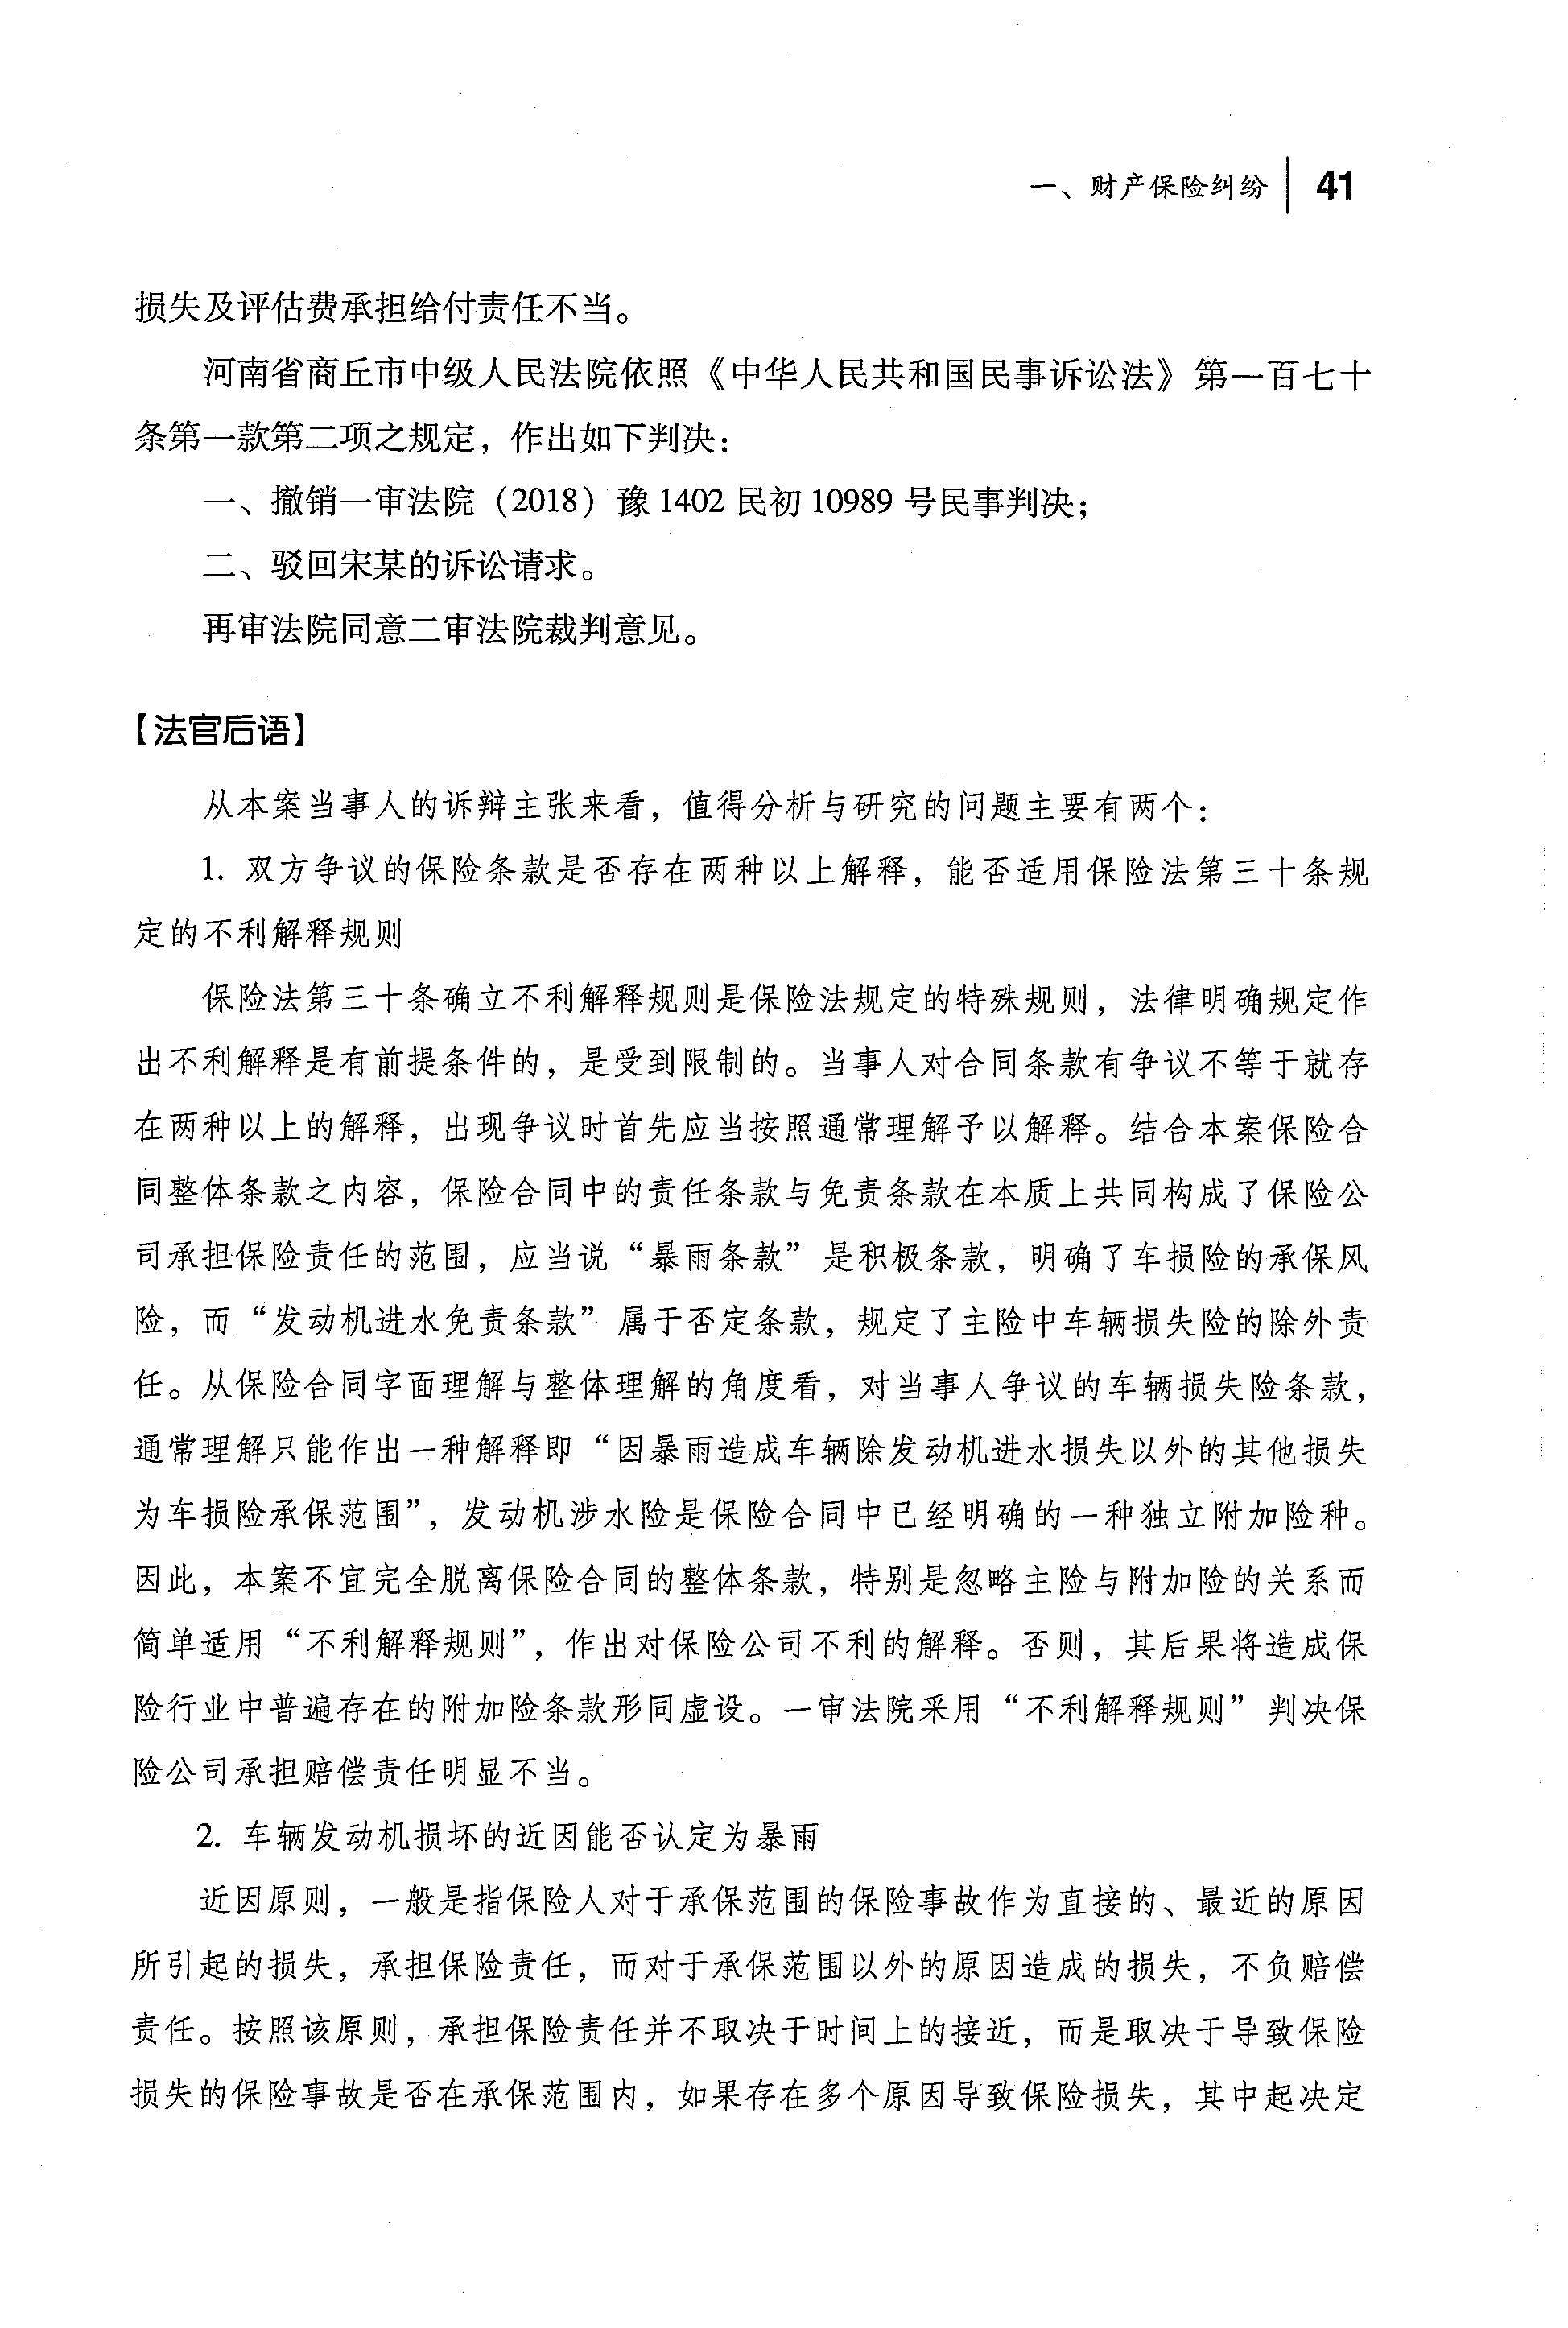 一、财产保险纠纷 41
损失及评估费承担给付责任不当。
河南省商丘市中级人民法院依照《中华人民共和国民事诉讼法》第一百七十
条第一款第二项之规定，作出如下判决：
一、撤销一审法院（2018）豫 1402 民初 10989 号民事判决；
二、驳回宋某的诉讼请求。
再审法院同意二审法院裁判意见。
【法官后语】
从本案当事人的诉辩主张来看，值得分析与研究的问题主要有两个：
1. 双方争议的保险条款是否存在两种以上解释，能否适用保险法第三十条规
定的不利解释规则
保险法第三十条确立不利解释规则是保险法规定的特殊规则，法律明确规定作
出不利解释是有前提条件的，是受到限制的。当事人对合同条款有争议不等于就存
在两种以上的解释，出现争议时首先应当按照通常理解予以解释。结合本案保险合
同整体条款之内容，保险合同中的责任条款与免责条款在本质上共同构成了保险公
司承担保险责任的范围，应当说“暴雨条款”是积极条款，明确了车损险的承保风
险，而“发动机进水免责条款”属于否定条款，规定了主险中车辆损失险的除外责
任。从保险合同字面理解与整体理解的角度看，对当事人争议的车辆损失险条款，
通常理解只能作出一种解释即“因暴雨造成车辆除发动机进水损失以外的其他损失
为车损险承保范围”，发动机涉水险是保险合同中已经明确的一种独立附加险种。
因此，本案不宜完全脱离保险合同的整体条款，特别是忽略主险与附加险的关系而
简单适用“不利解释规则”，作出对保险公司不利的解释。否则，其后果将造成保
险行业中普遍存在的附加险条款形同虚设。一审法院采用“不利解释规则”判决保
险公司承担赔偿责任明显不当。
2. 车辆发动机损坏的近因能否认定为暴雨
近因原则，一般是指保险人对于承保范围的保险事故作为直接的、最近的原因
所引起的损失，承担保险责任，而对于承保范围以外的原因造成的损失，不负赔偿
责任。按照该原则，承担保险责任并不取决于时间上的接近，而是取决于导致保险
损失的保险事故是否在承保范围内，如果存在多个原因导致保险损失，其中起决定